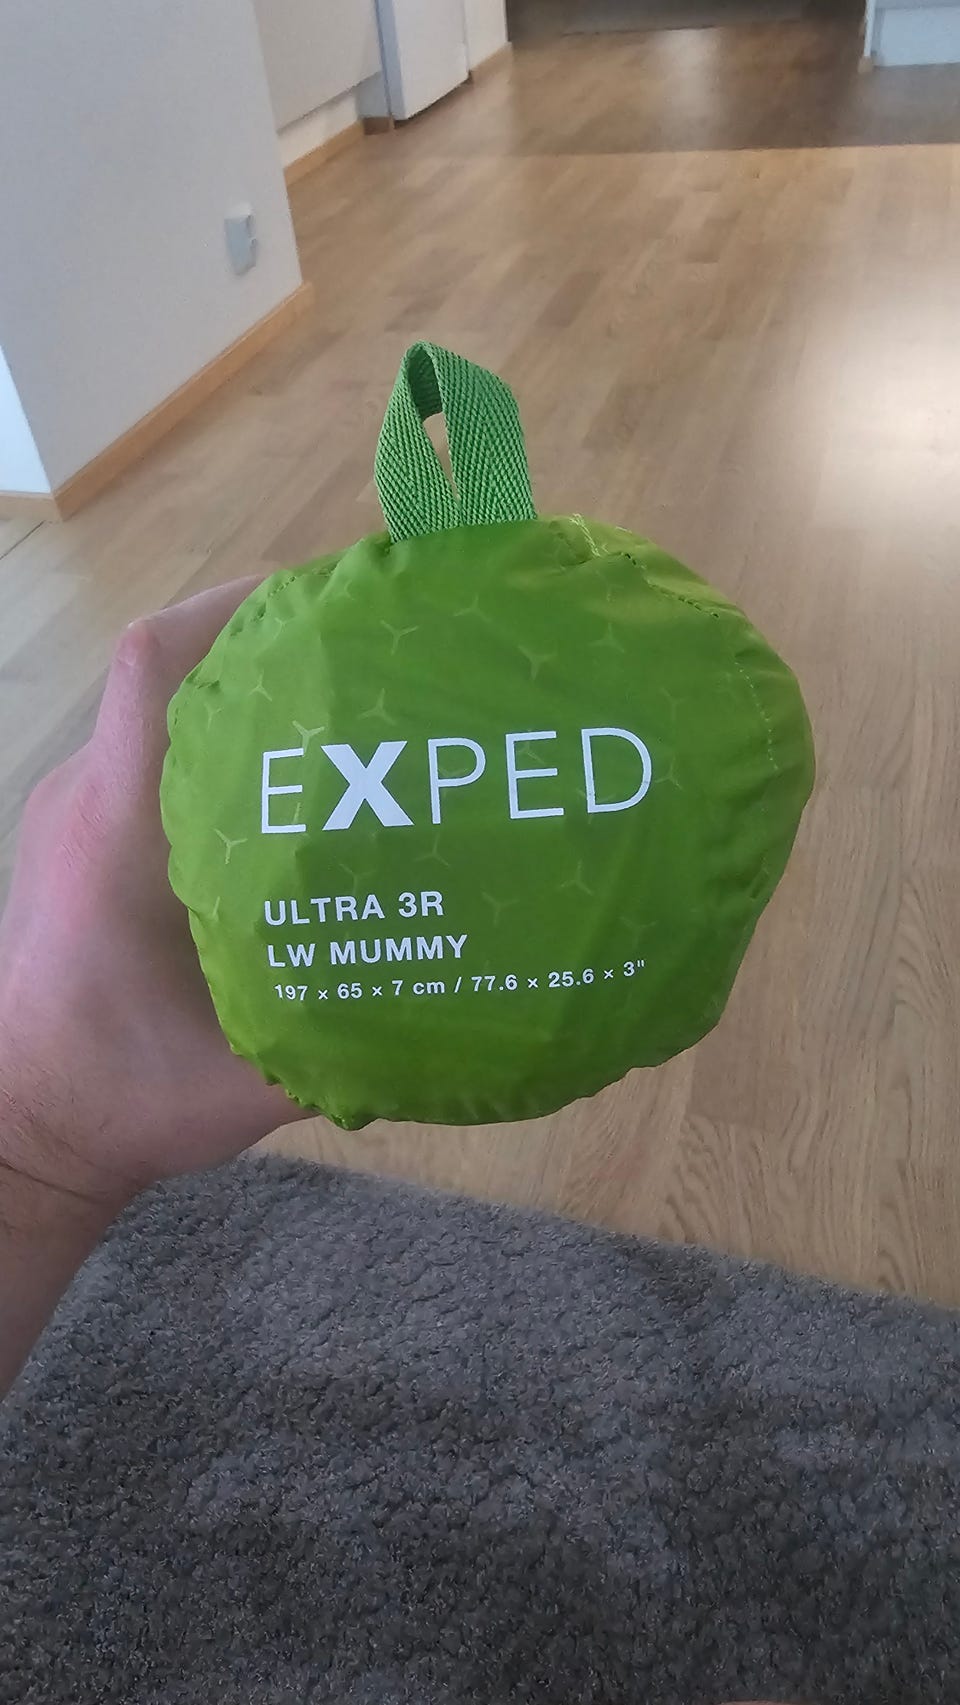 EXPED
ULTRA 3R
LW MUMMY
197 × 65 × 7 cm / 77.6 × 25.6 × 3"